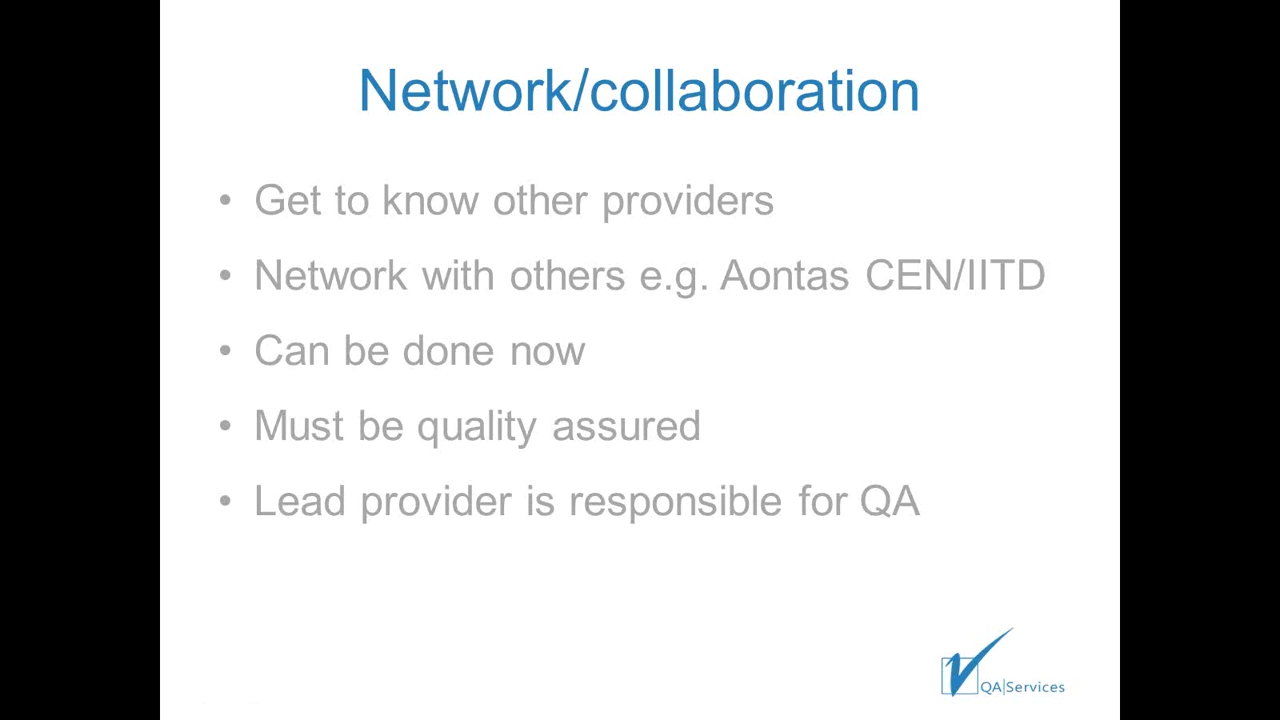 Network/collaboration
• Get to know other providers
• Network with others e.g. Aontas CEN/IITD
• Can be done now
• Must be quality assured
• Lead provider is responsible for QA
QA|Services